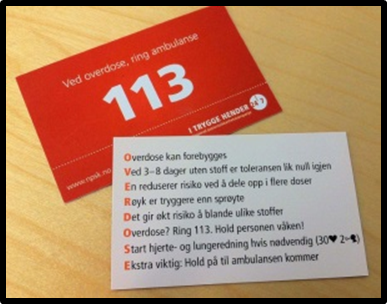 Ved overdose, ring ambulanse
113
I TRYGGE HENDER 24 7
www.npsk.no
Overdose kan forebygges
Ved 3–8 dager uten stoff er toleransen lik null igjen
En reduserer risiko ved å dele opp i flere doser
Røyk er tryggere enn sprøyte
Det gir økt risiko å blande ulike stoffer
Overdose? Ring 113. Hold personen våken!
Start hjerte- og lungeredning hvis nødvendig (30♥ 2
Ekstra viktig: Hold på til ambulansen kommer